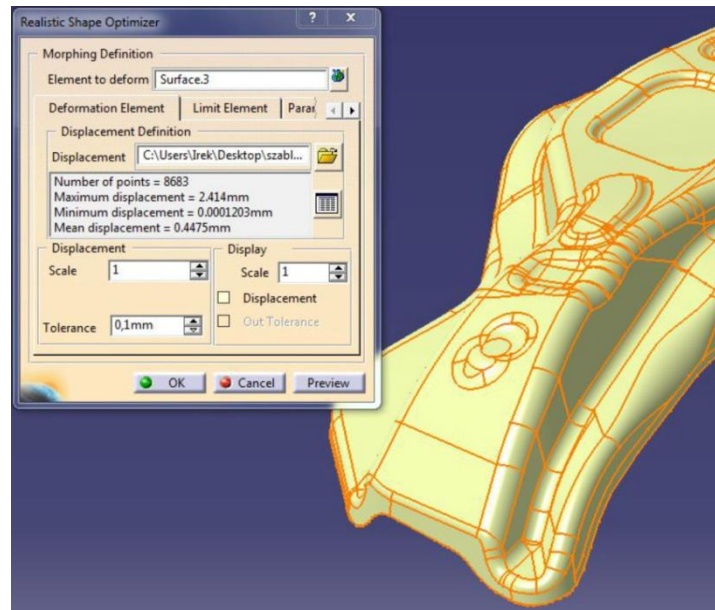 Realistic Shape Optimizer
Morphing Definition
Element to deform Surface.3
Deformation Element Limit Element Parar
Displacement Definition
Displacement C:\Users\Irek\Desktop\szabl...
Number of points = 8683
Maximum displacement = 2.414mm
Minimum displacement = 0.0001203mm
Mean displacement = 0.4475mm
Displacement Display
Scale 1 Scale 1
Displacement
Tolerance 0,1mm Out Tolerance
OK Cancel Preview